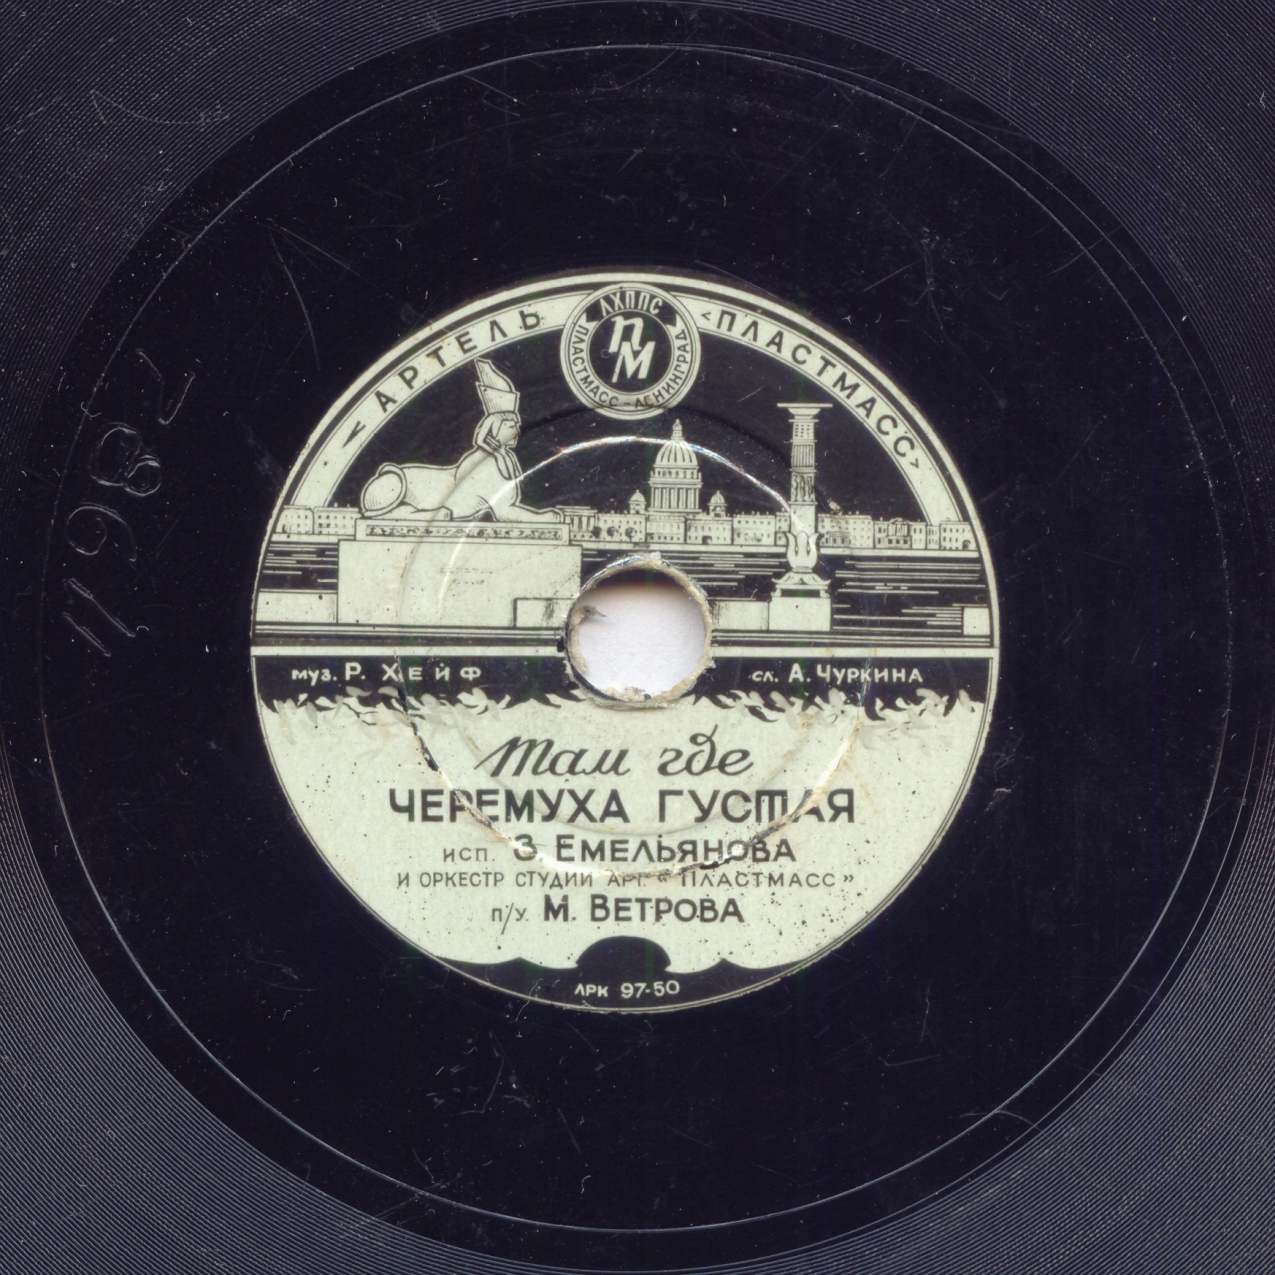 АРТЕЛЬ «ПЛАСТМАСС»
ЛХППС
ПМ
ПЛАСТМАСС-ЛЕНИНГРАД
муз. Р. ХЕЙФ
сл. А. ЧУРКИНА
Там где
ЧЕРЕМУХА ГУСТАЯ
исп. З ЕМЕЛЬЯНОВА
И ОРКЕСТР СТУДИИ АРТ. «ПЛАСТМАСС»
п/у. М. ВЕТРОВА
ЛРК 97-50
1982